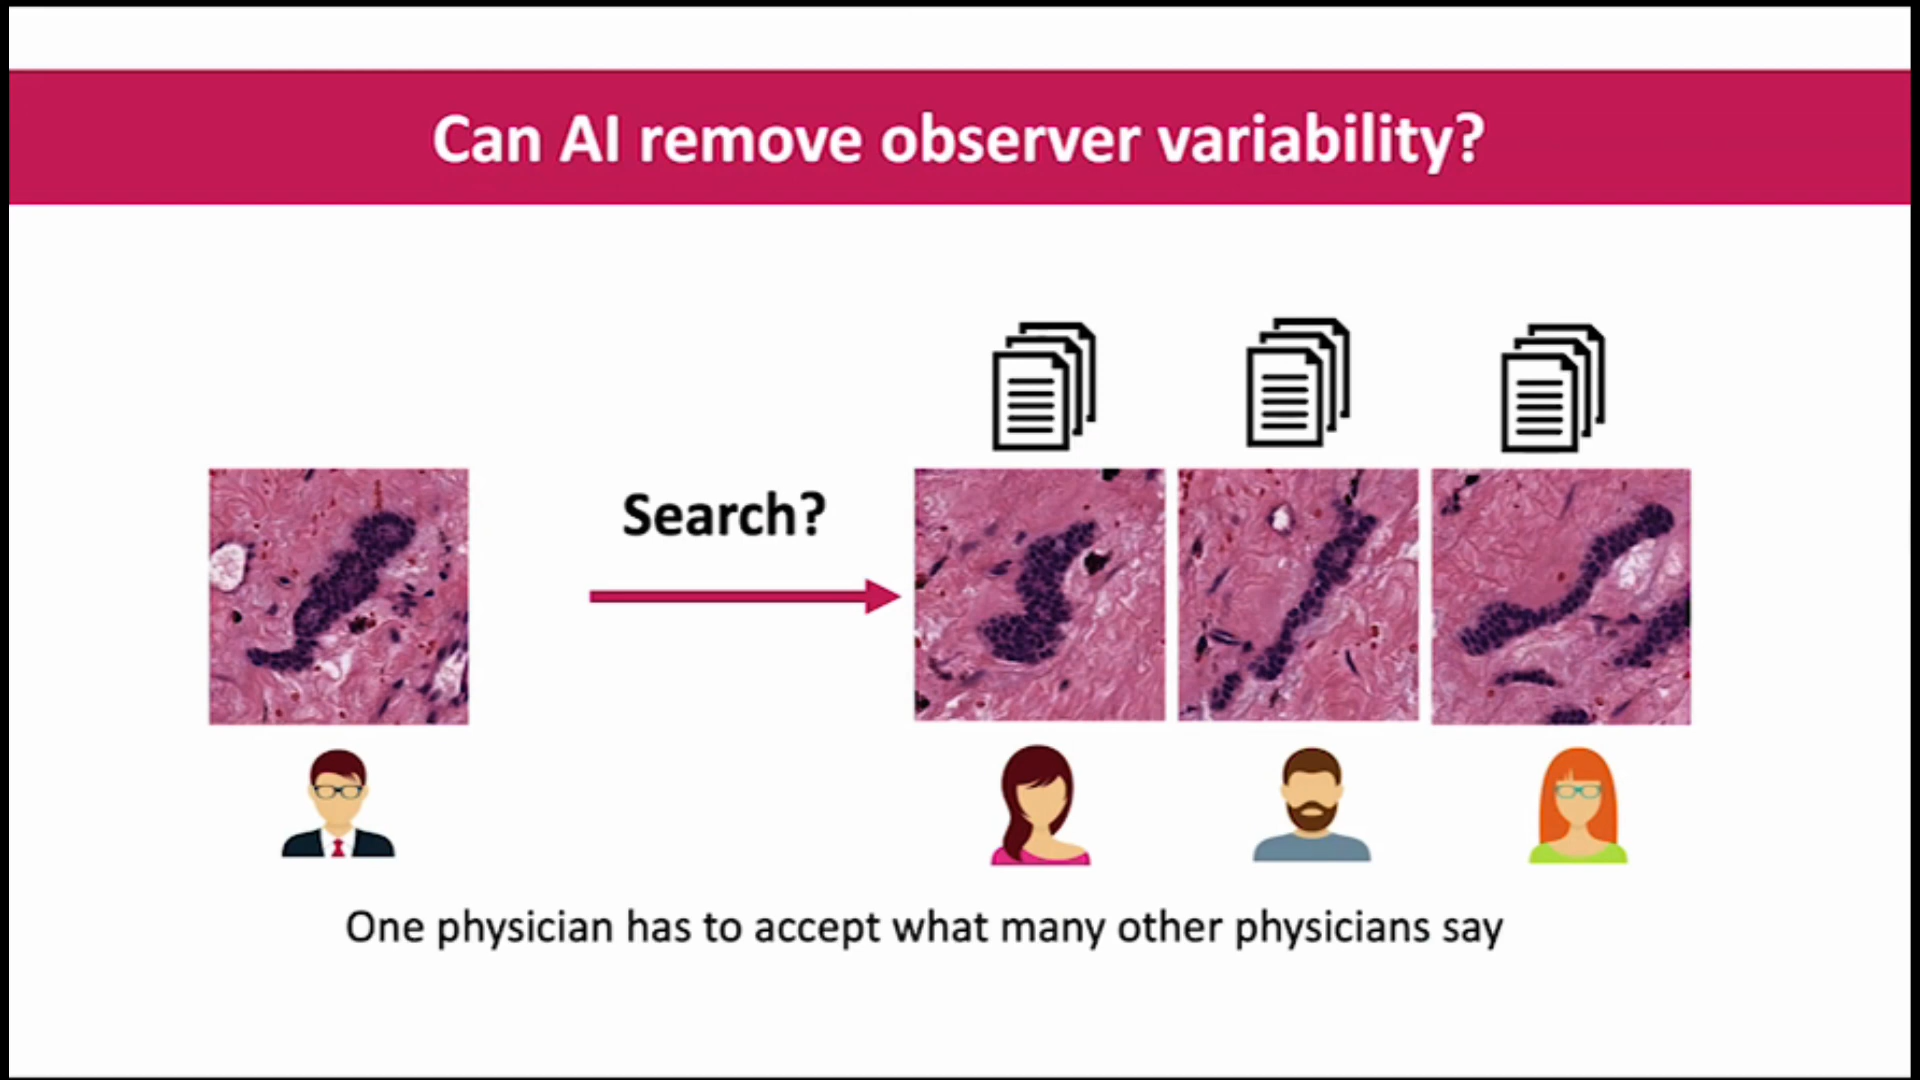 Can AI remove observer variability?
Search?
One physician has to accept what many other physicians say